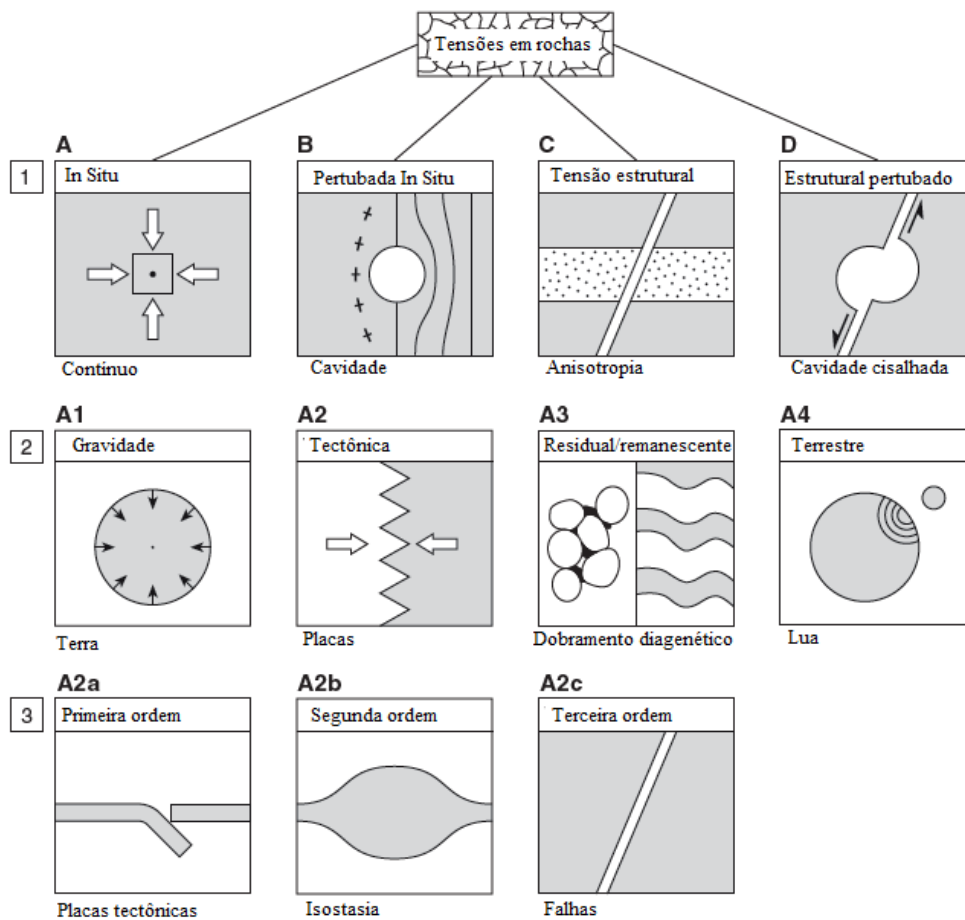 Tensões em rochas
A B C D
1
In Situ
Pertubada In Situ
Tensão estrutural
Estrutural pertubado
Continuo
Cavidade
Anisotropia
Cavidade cisalhada
A1 A2 A3 A4
2
Gravidade
Tectônica
Residual/remanescente
Terrestre
Terra
Placas
Dobramento diagenético
Lua
A2a A2b A2c
3
Primeira ordem
Segunda ordem
Terceira ordem
Placas tectônicas
Isostasia
Falhas